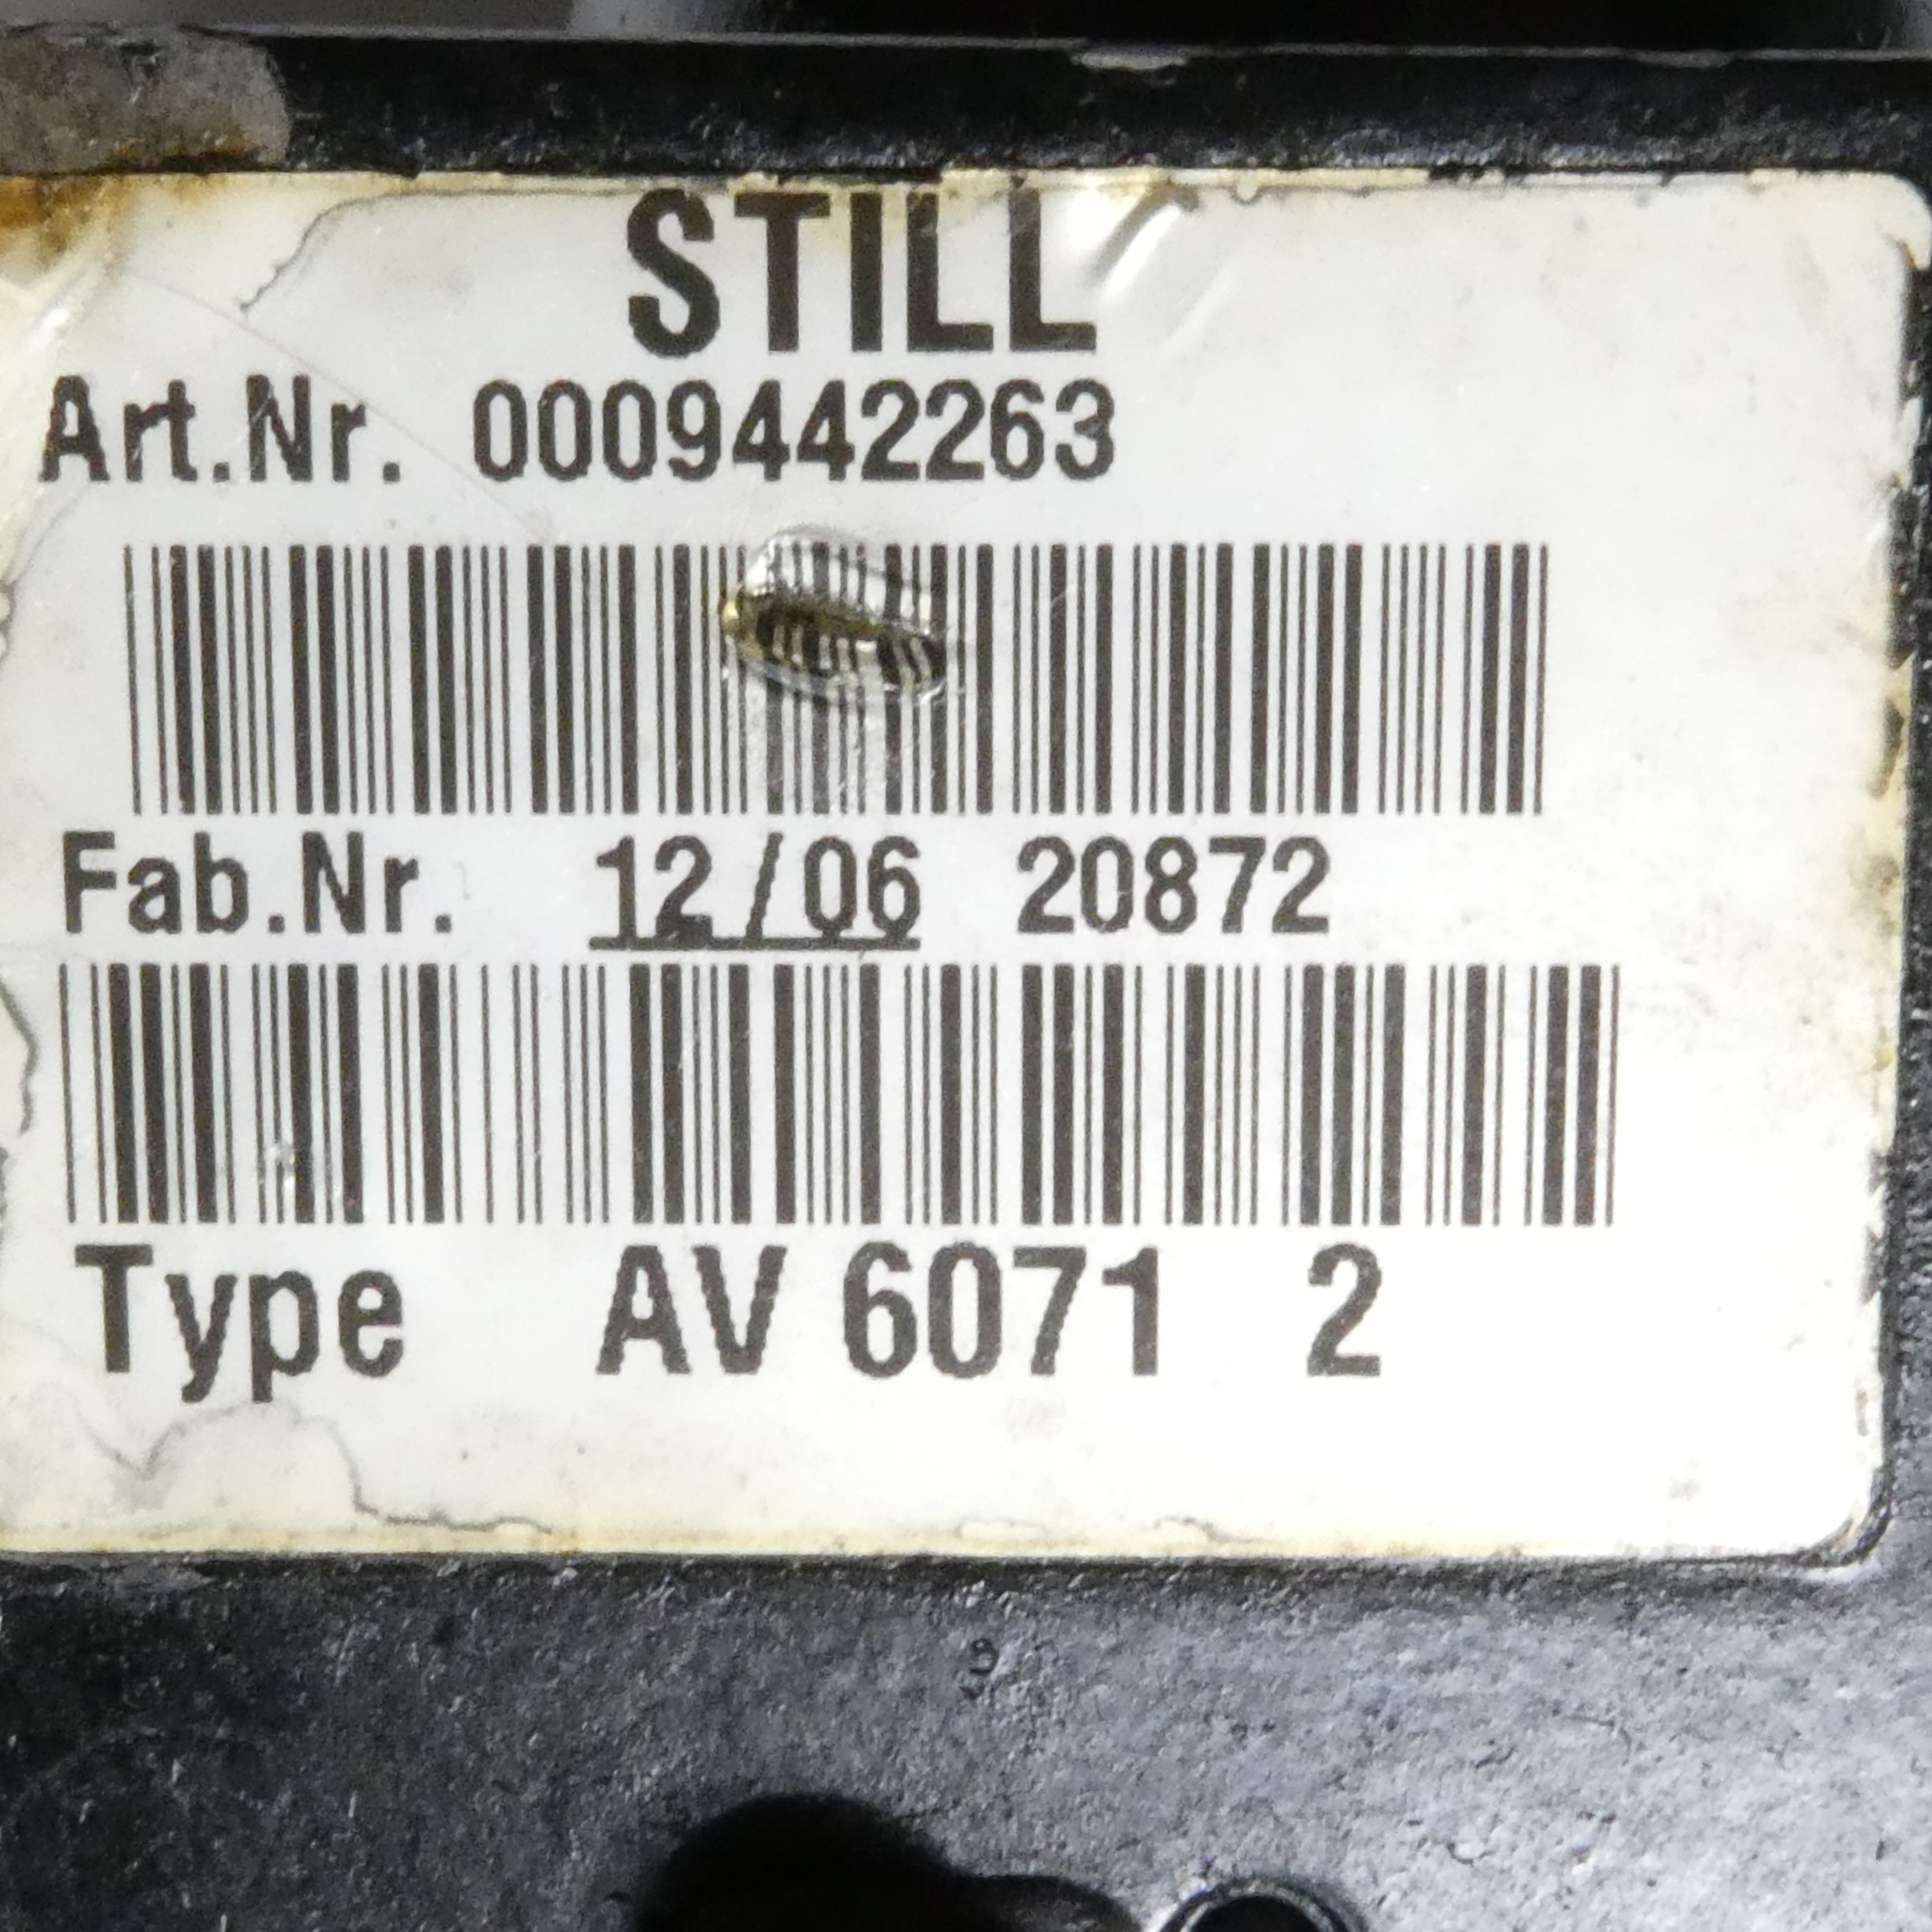 STILL
Art.Nr. 0009442263
Fab.Nr. 12/06 20872
Type AV 6071 2